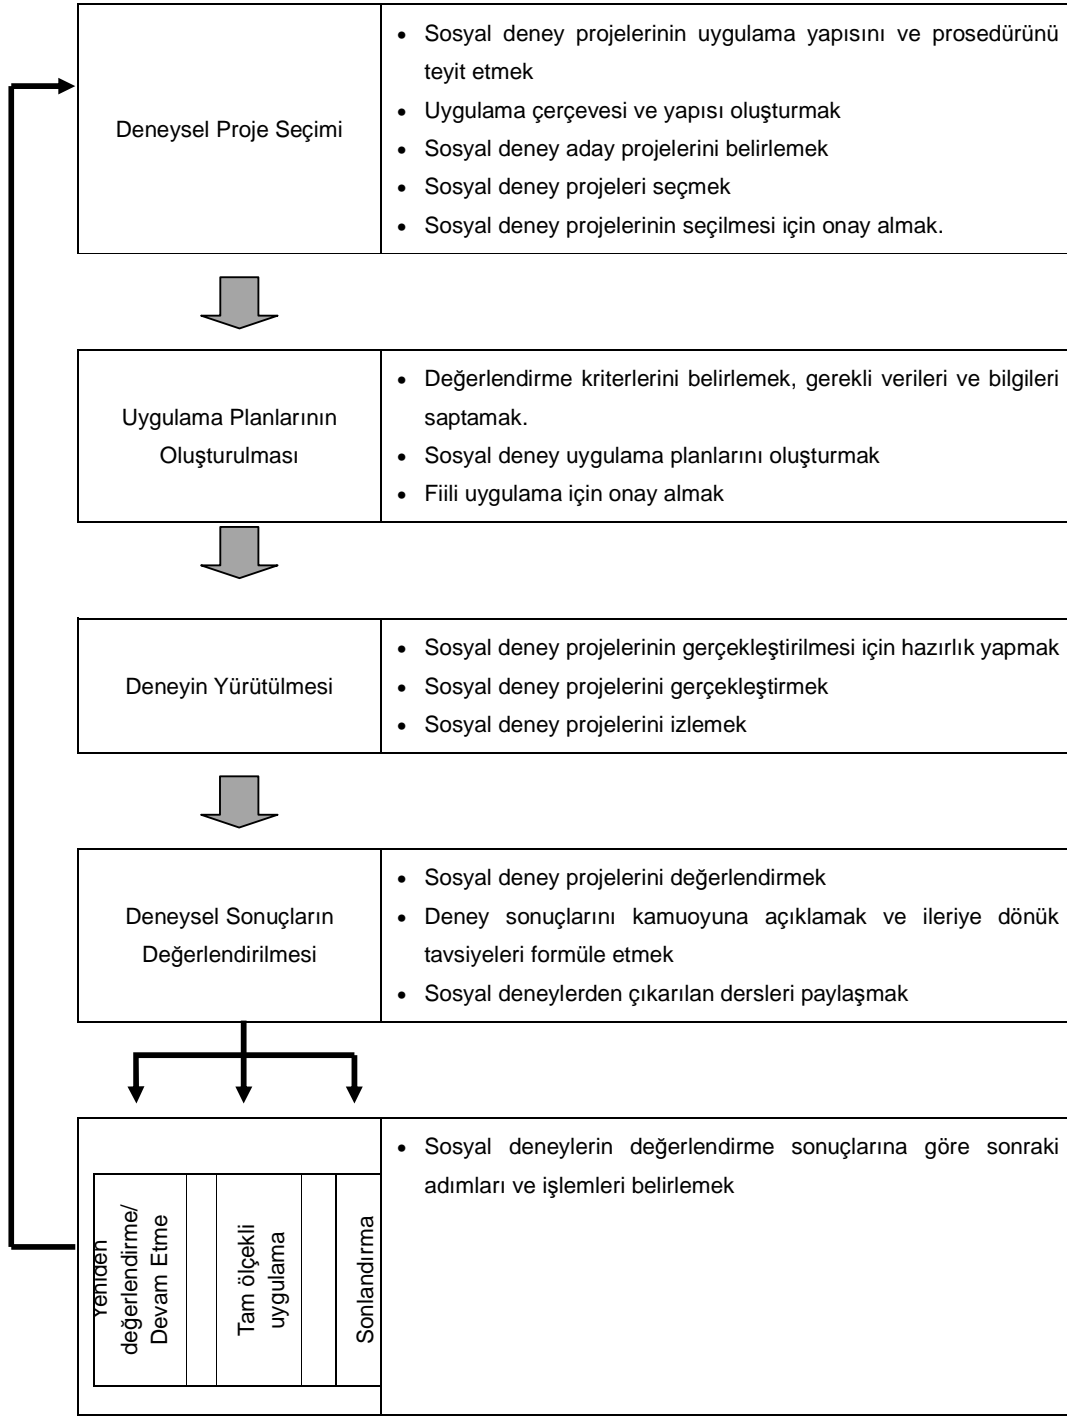 Deneysel Proje Seçimi
• Sosyal deney projelerinin uygulama yapısını ve prosedürünü
teyit etmek
• Uygulama çerçevesi ve yapısı oluşturmak
• Sosyal deney aday projelerini belirlemek
• Sosyal deney projeleri seçmek
• Sosyal deney projelerinin seçilmesi için onay almak.
Uygulama Planlarının
Oluşturulması
• Değerlendirme kriterlerini belirlemek, gerekli verileri ve bilgileri
saptamak.
• Sosyal deney uygulama planlarını oluşturmak
• Fiili uygulama için onay almak
Deneyin Yürütülmesi
• Sosyal deney projelerinin gerçekleştirilmesi için hazırlık yapmak
• Sosyal deney projelerini gerçekleştirmek
• Sosyal deney projelerini izlemek
Deneysel Sonuçların
Değerlendirilmesi
• Sosyal deney projelerini değerlendirmek
• Deney sonuçlarını kamuoyuna açıklamak ve ileriye dönük
tavsiyeleri formüle etmek
• Sosyal deneylerden çıkarılan dersleri paylaşmak
Yeniden
değerlendirme/
Devam Etme
Tam ölçekli
uygulama
Sonlandırma
• Sosyal deneylerin değerlendirme sonuçlarına göre sonraki
adımları ve işlemleri belirlemek